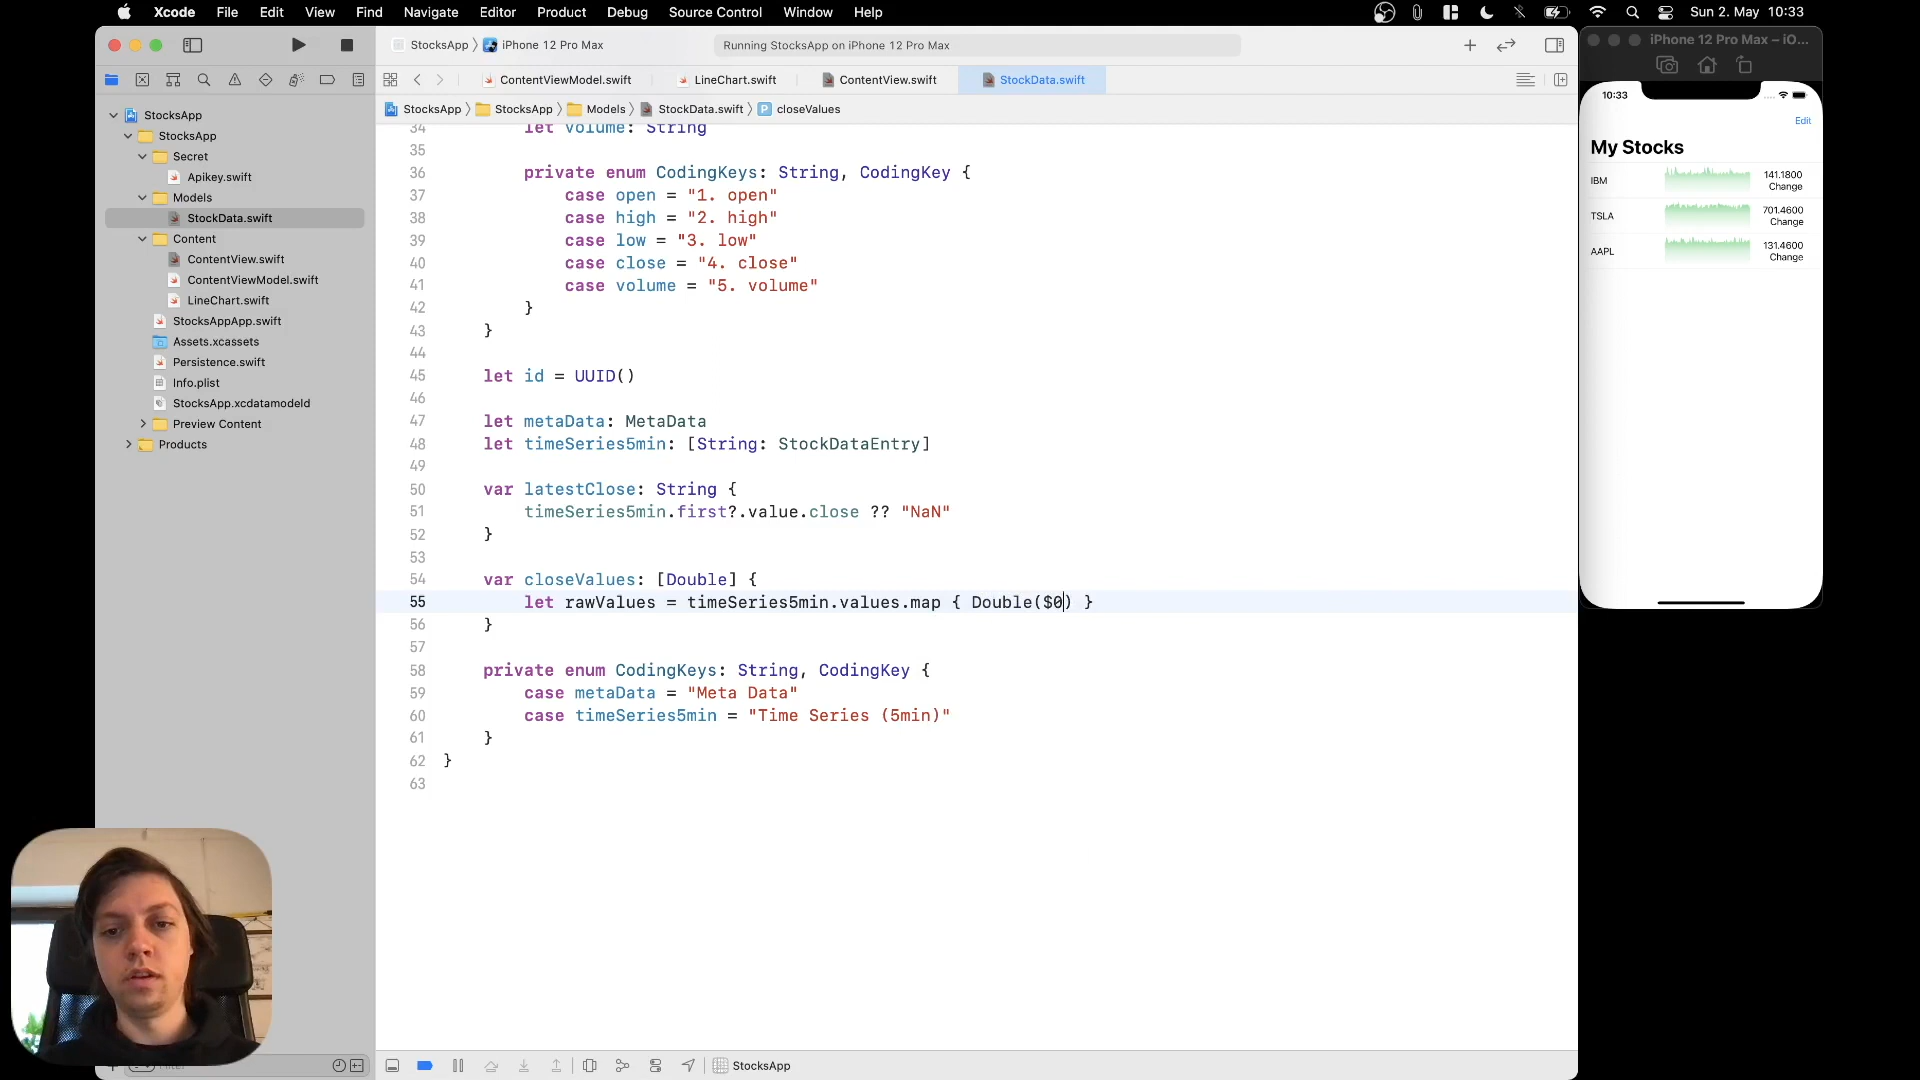 Xcode File Edit View Find Navigate Editor Product Debug Source Control Window Help Sun 2. May 10:33
StocksApp iPhone 12 Pro Max Running StocksApp on iPhone 12 Pro Max
iPhone 12 Pro Max – iO...
ContentViewModel.swift LineChart.swift ContentView.swift StockData.swift
StocksApp StocksApp Models StockData.swift P closeValues
StocksApp
StocksApp
Secret
Apikey.swift
Models
StockData.swift
Content
ContentView.swift
ContentViewModel.swift
LineChart.swift
StocksAppApp.swift
Assets.xcassets
Persistence.swift
Info.plist
StocksApp.xcdatamodeld
Preview Content
Products
34 let volume: String
35
36 private enum CodingKeys: String, CodingKey {
37 case open = "1. open"
38 case high = "2. high"
39 case low = "3. low"
40 case close = "4. close"
41 case volume = "5. volume"
42 }
43 }
44
45 let id = UUID()
46
47 let metaData: MetaData
48 let timeSeries5min: [String: StockDataEntry]
49
50 var latestClose: String {
51 timeSeries5min.first?.value.close ?? "NaN"
52 }
53
54 var closeValues: [Double] {
55 let rawValues = timeSeries5min.values.map { Double($0) }
56 }
57
58 private enum CodingKeys: String, CodingKey {
59 case metaData = "Meta Data"
60 case timeSeries5min = "Time Series (5min)"
61 }
62 }
63
10:33
Edit
My Stocks
IBM 141.1800
Change
TSLA 701.4600
Change
AAPL 131.4600
Change
Filter
StocksApp